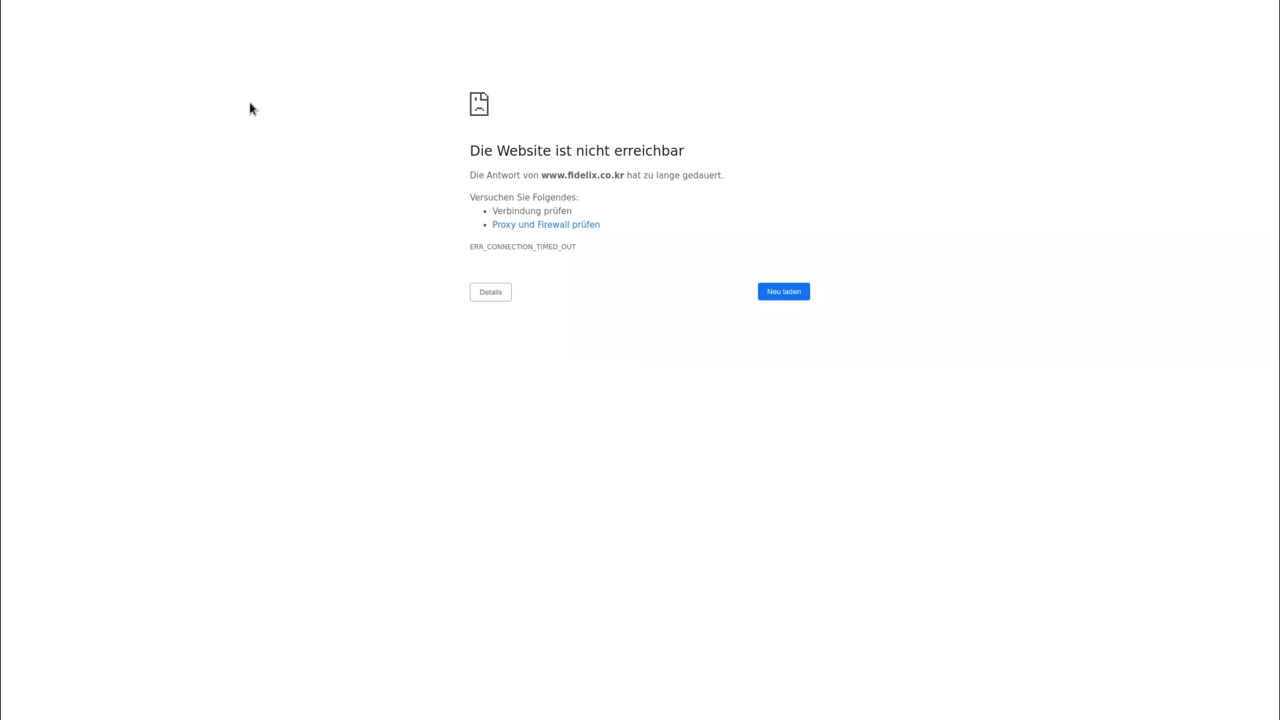 Die Website ist nicht erreichbar
Die Antwort von www.fidelix.co.kr hat zu lange gedauert.
Versuchen Sie Folgendes:
Verbindung prüfen
Proxy und Firewall prüfen
ERR_CONNECTION_TIMED_OUT
Details
Neu laden